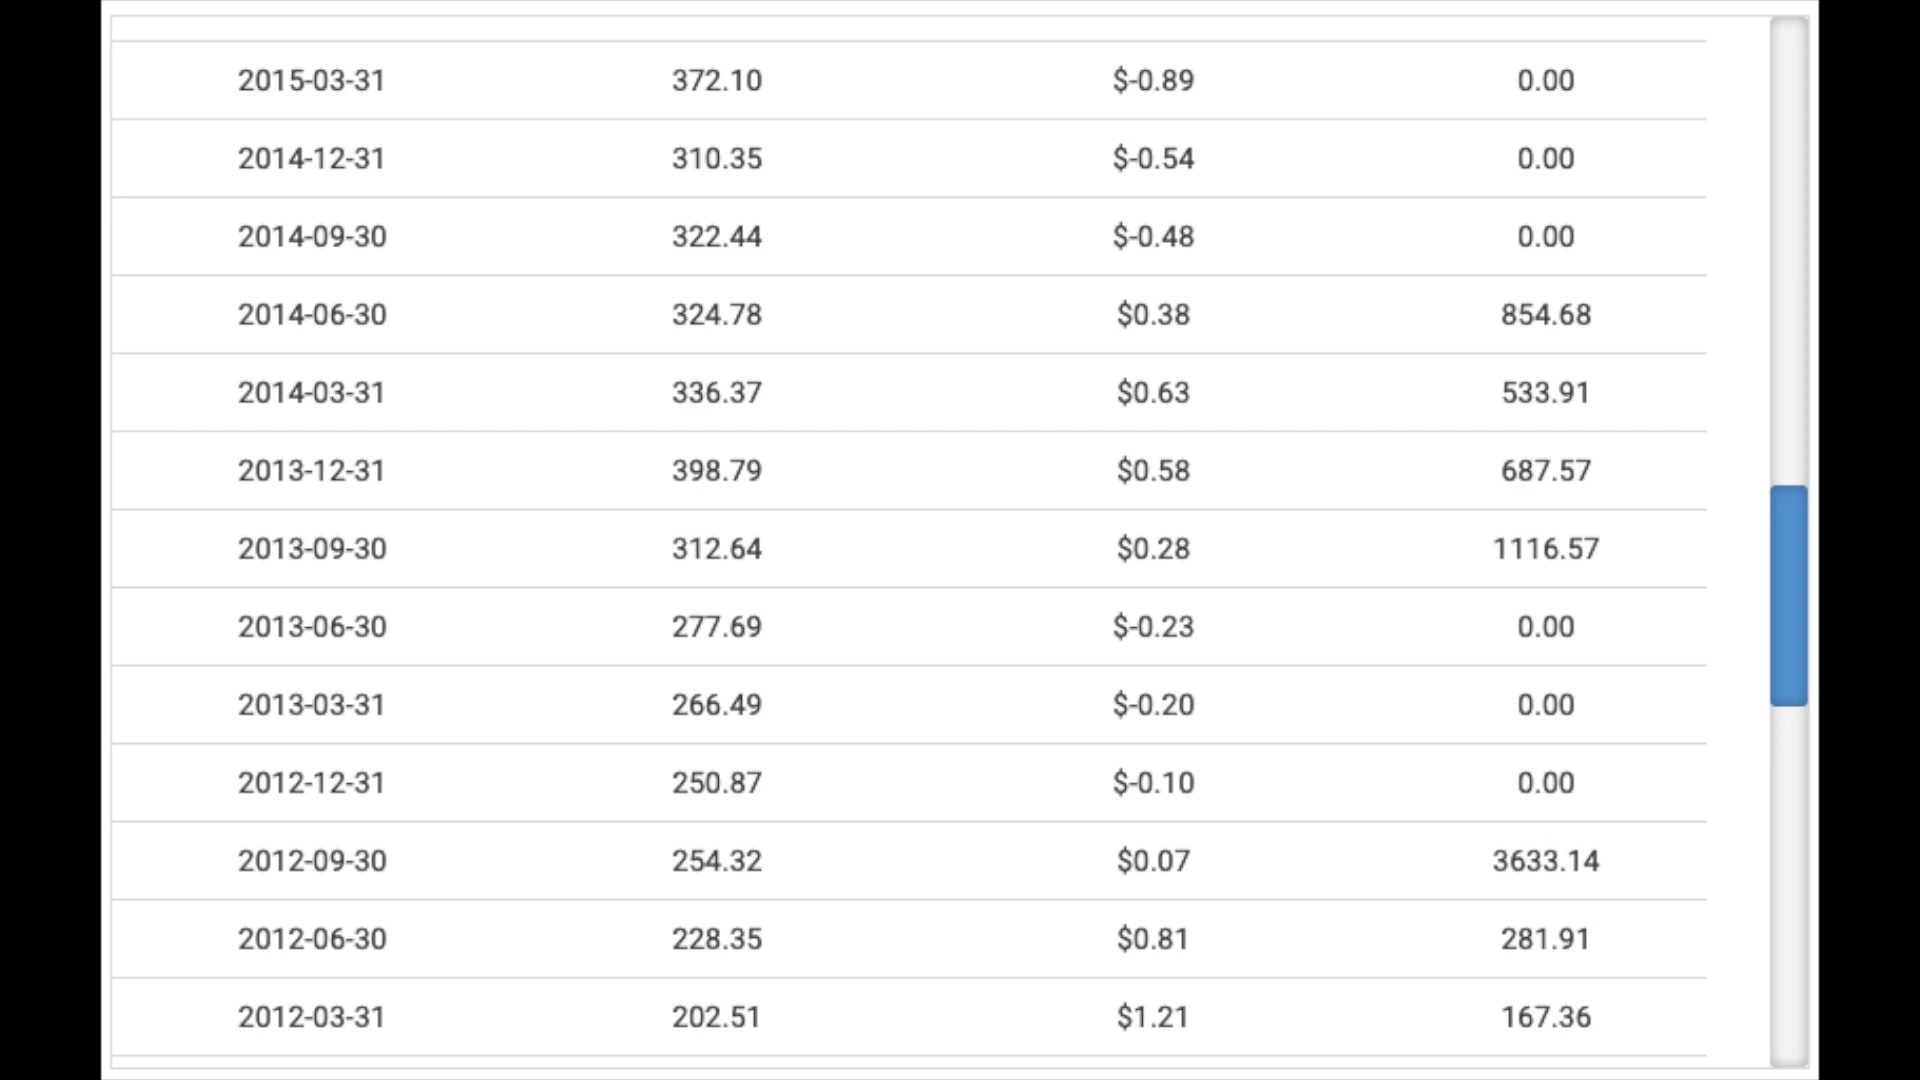 2015-03-31 372.10 $-0.89 0.00
2014-12-31 310.35 $-0.54 0.00
2014-09-30 322.44 $-0.48 0.00
2014-06-30 324.78 $0.38 854.68
2014-03-31 336.37 $0.63 533.91
2013-12-31 398.79 $0.58 687.57
2013-09-30 312.64 $0.28 1116.57
2013-06-30 277.69 $-0.23 0.00
2013-03-31 266.49 $-0.20 0.00
2012-12-31 250.87 $-0.10 0.00
2012-09-30 254.32 $0.07 3633.14
2012-06-30 228.35 $0.81 281.91
2012-03-31 202.51 $1.21 167.36